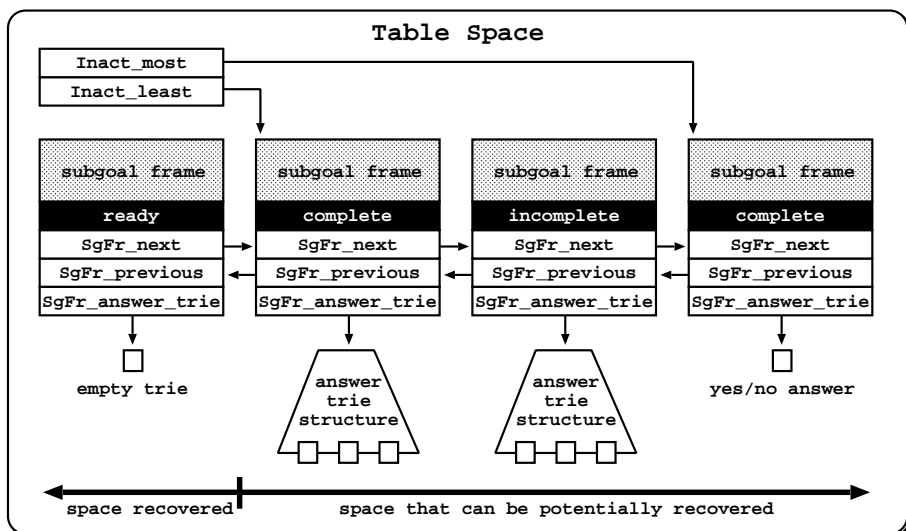 Table Space
Inact_most
Inact_least
subgoal frame
ready
SgFr_next
SgFr_previous
SgFr_answer_trie
empty trie
subgoal frame
complete
SgFr_next
SgFr_previous
SgFr_answer_trie
answer
trie
structure
subgoal frame
incomplete
SgFr_next
SgFr_previous
SgFr_answer_trie
answer
trie
structure
subgoal frame
complete
SgFr_next
SgFr_previous
SgFr_answer_trie
yes/no answer
space recovered
space that can be potentially recovered